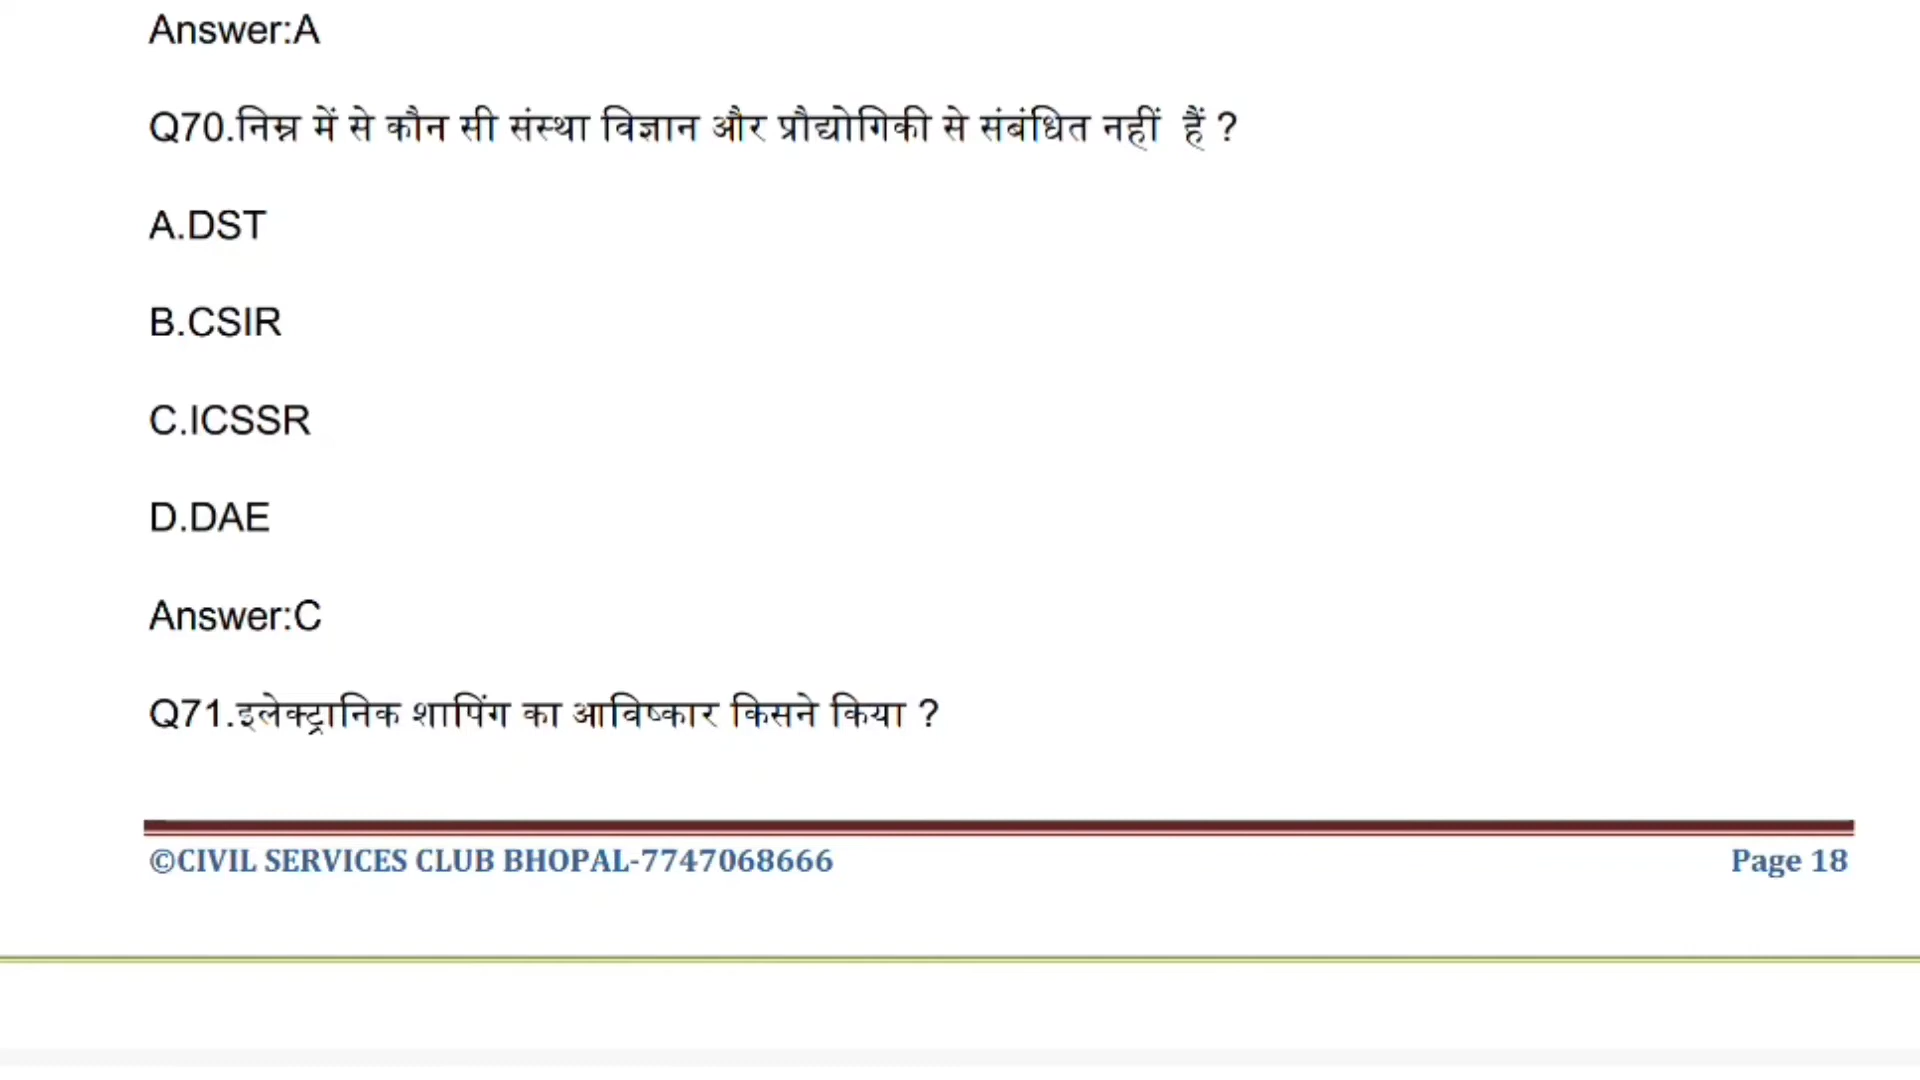 Answer:A
Q70.निम्न में से कौन सी संस्था विज्ञान और प्रौद्योगिकी से संबंधित नहीं हैं ?
A.DST
B.CSIR
C.ICSSR
D.DAE
Answer:C
Q71.इलेक्ट्रानिक शापिंग का आविष्कार किसने किया ?
©CIVIL SERVICES CLUB BHOPAL-7747068666 Page 18